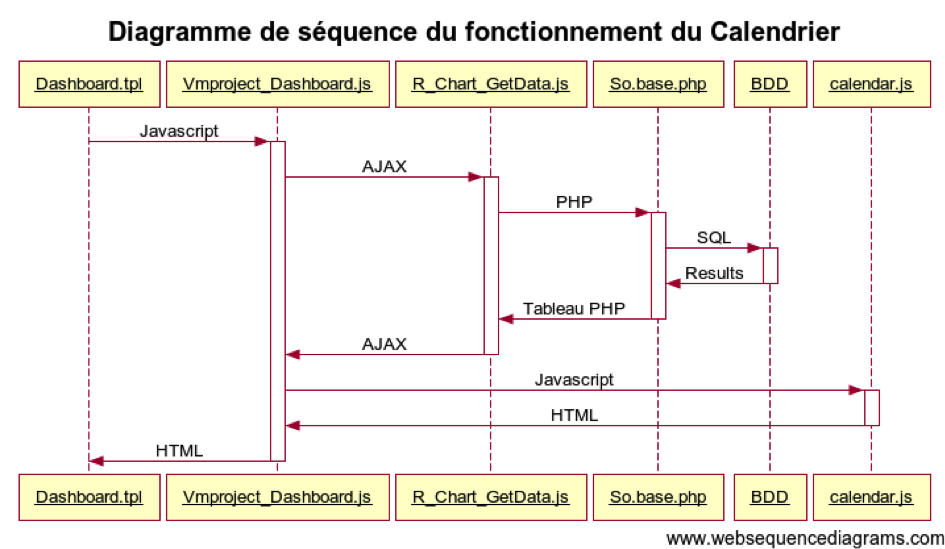 Diagramme de séquence du fonctionnement du Calendrier
Dashboard.tpl Vmproject_Dashboard.js R_Chart_GetData.js So.base.php BDD calendar.js
Javascript
AJAX
PHP
SQL
Results
Tableau PHP
AJAX
Javascript
HTML
HTML
Dashboard.tpl Vmproject_Dashboard.js R_Chart_GetData.js So.base.php BDD calendar.js
www.websequencediagrams.com